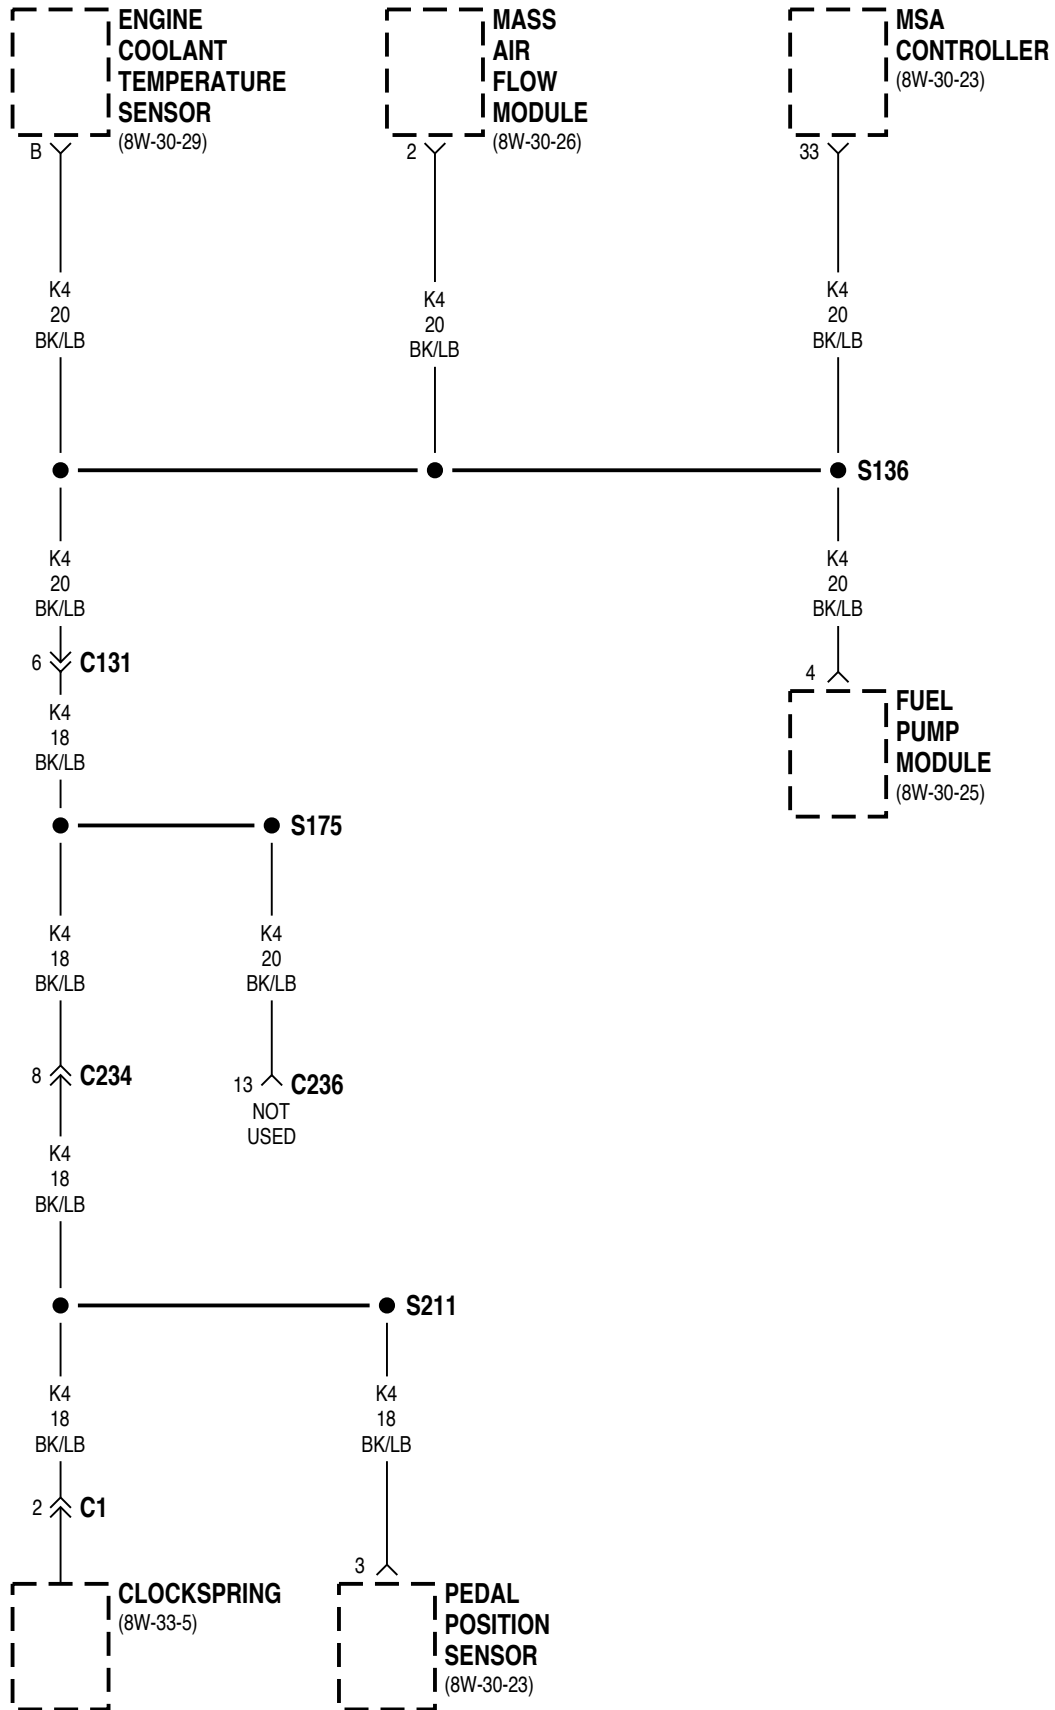 ENGINE
COOLANT
TEMPERATURE
SENSOR
(8W-30-29)
MASS
AIR
FLOW
MODULE
(8W-30-26)
MSA
CONTROLLER
(8W-30-23)
B
2
33
K4
20
BK/LB
K4
20
BK/LB
K4
20
BK/LB
S136
K4
20
BK/LB
K4
20
BK/LB
6
C131
4
K4
18
BK/LB
FUEL
PUMP
MODULE
(8W-30-25)
S175
K4
18
BK/LB
K4
20
BK/LB
8
C234
13
C236
NOT
USED
K4
18
BK/LB
S211
K4
18
BK/LB
K4
18
BK/LB
2
C1
3
CLOCKSPRING
(8W-33-5)
PEDAL
POSITION
SENSOR
(8W-30-23)